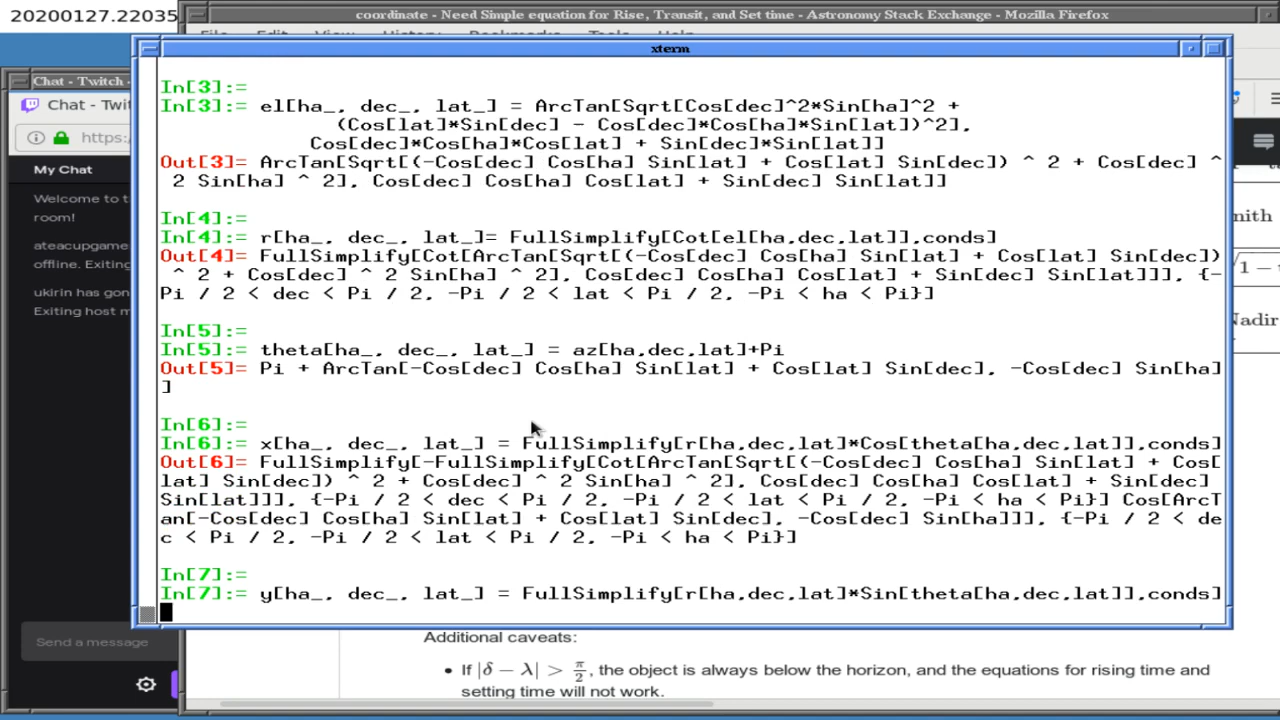 20200127.22035
coordinate - Need Simple equation for Rise, Transit, and Set time - Astronomy Stack Exchange - Mozilla Firefox
xterm
Chat - Twitch -
Chat - Twit
https:
My Chat
Welcome to t
room!
ateacupgame
offline. Exiting
ukirin has gon
Exiting host m
Send a message
In[3]:=
In[3]:= el[ha_, dec_, lat_] = ArcTan[Sqrt[Cos[dec]^2*Sin[ha]^2 +
(Cos[lat]*Sin[dec] - Cos[dec]*Cos[ha]*Sin[lat])^2],
Cos[dec]*Cos[ha]*Cos[lat] + Sin[dec]*Sin[lat]]
Out[3]= ArcTan[Sqrt[(-Cos[dec] Cos[ha] Sin[lat] + Cos[lat] Sin[dec]) ^ 2 + Cos[dec] ^
2 Sin[ha] ^ 2], Cos[dec] Cos[ha] Cos[lat] + Sin[dec] Sin[lat]]
In[4]:=
In[4]:= r[ha_, dec_, lat_]= FullSimplify[Cot[el[ha,dec,lat]],conds]
Out[4]= FullSimplify[Cot[ArcTan[Sqrt[(-Cos[dec] Cos[ha] Sin[lat] + Cos[lat] Sin[dec])
^ 2 + Cos[dec] ^ 2 Sin[ha] ^ 2], Cos[dec] Cos[ha] Cos[lat] + Sin[dec] Sin[lat]]], {-
Pi / 2 < dec < Pi / 2, -Pi / 2 < lat < Pi / 2, -Pi < ha < Pi}]
In[5]:=
In[5]:= theta[ha_, dec_, lat_] = az[ha,dec,lat]+Pi
Out[5]= Pi + ArcTan[-Cos[dec] Cos[ha] Sin[lat] + Cos[lat] Sin[dec], -Cos[dec] Sin[ha]
]
In[6]:=
In[6]:= x[ha_, dec_, lat_] = FullSimplify[r[ha,dec,lat]*Cos[theta[ha,dec,lat]],conds]
Out[6]= FullSimplify[-FullSimplify[Cot[ArcTan[Sqrt[(-Cos[dec] Cos[ha] Sin[lat] + Cos[
lat] Sin[dec]) ^ 2 + Cos[dec] ^ 2 Sin[ha] ^ 2], Cos[dec] Cos[ha] Cos[lat] + Sin[dec]
Sin[lat]]], {-Pi / 2 < dec < Pi / 2, -Pi / 2 < lat < Pi / 2, -Pi < ha < Pi}] Cos[ArcT
an[-Cos[dec] Cos[ha] Sin[lat] + Cos[lat] Sin[dec], -Cos[dec] Sin[ha]]], {-Pi / 2 < de
c < Pi / 2, -Pi / 2 < lat < Pi / 2, -Pi < ha < Pi}]
In[7]:=
In[7]:= y[ha_, dec_, lat_] = FullSimplify[r[ha,dec,lat]*Sin[theta[ha,dec,lat]],conds]
nith
√1 −
Nadir
Additional caveats:
• If |δ − λ| > π/2, the object is always below the horizon, and the equations for rising time and
setting time will not work.